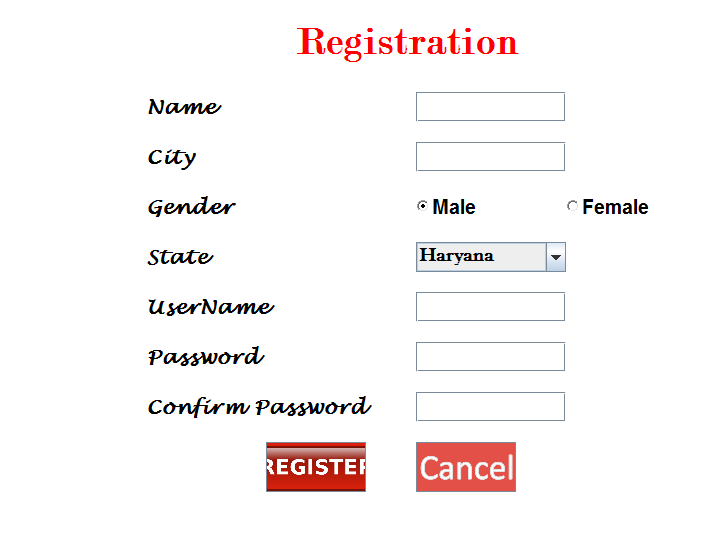 Registration
Name
City
Gender Male Female
State Haryana
UserName
Password
Confirm Password
REGISTER Cancel